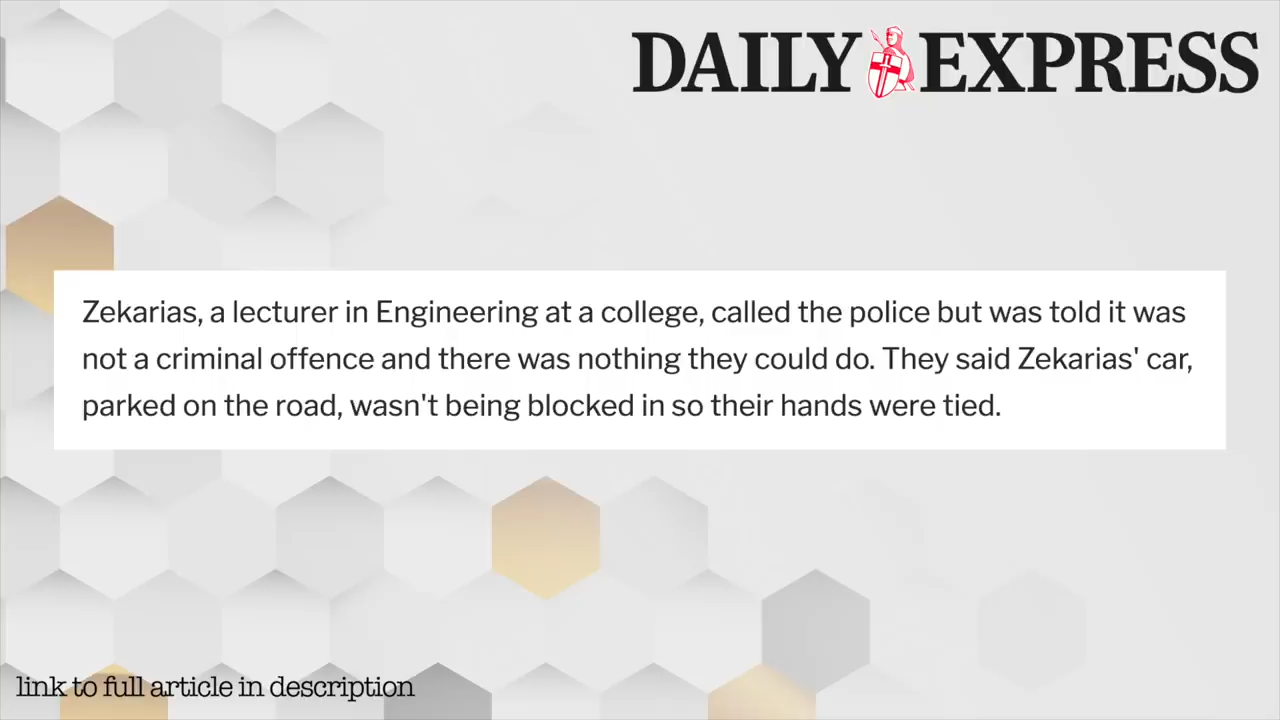 DAILY EXPRESS
Zekarias, a lecturer in Engineering at a college, called the police but was told it was
not a criminal offence and there was nothing they could do. They said Zekarias' car,
parked on the road, wasn't being blocked in so their hands were tied.
link to full article in description